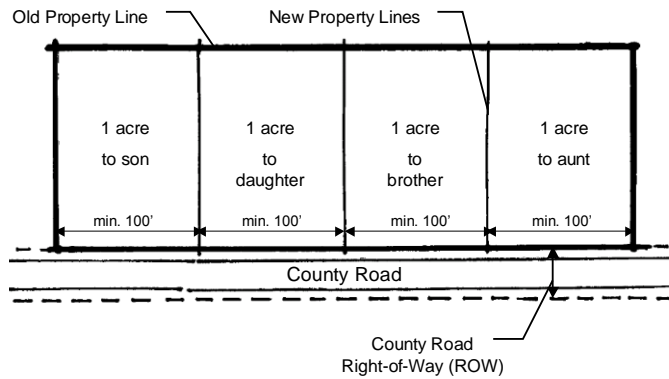 Old Property Line
New Property Lines
1 acre
to son
1 acre
to
daughter
1 acre
to
brother
1 acre
to aunt
min. 100'
min. 100'
min. 100'
min. 100'
County Road
County Road
Right-of-Way (ROW)